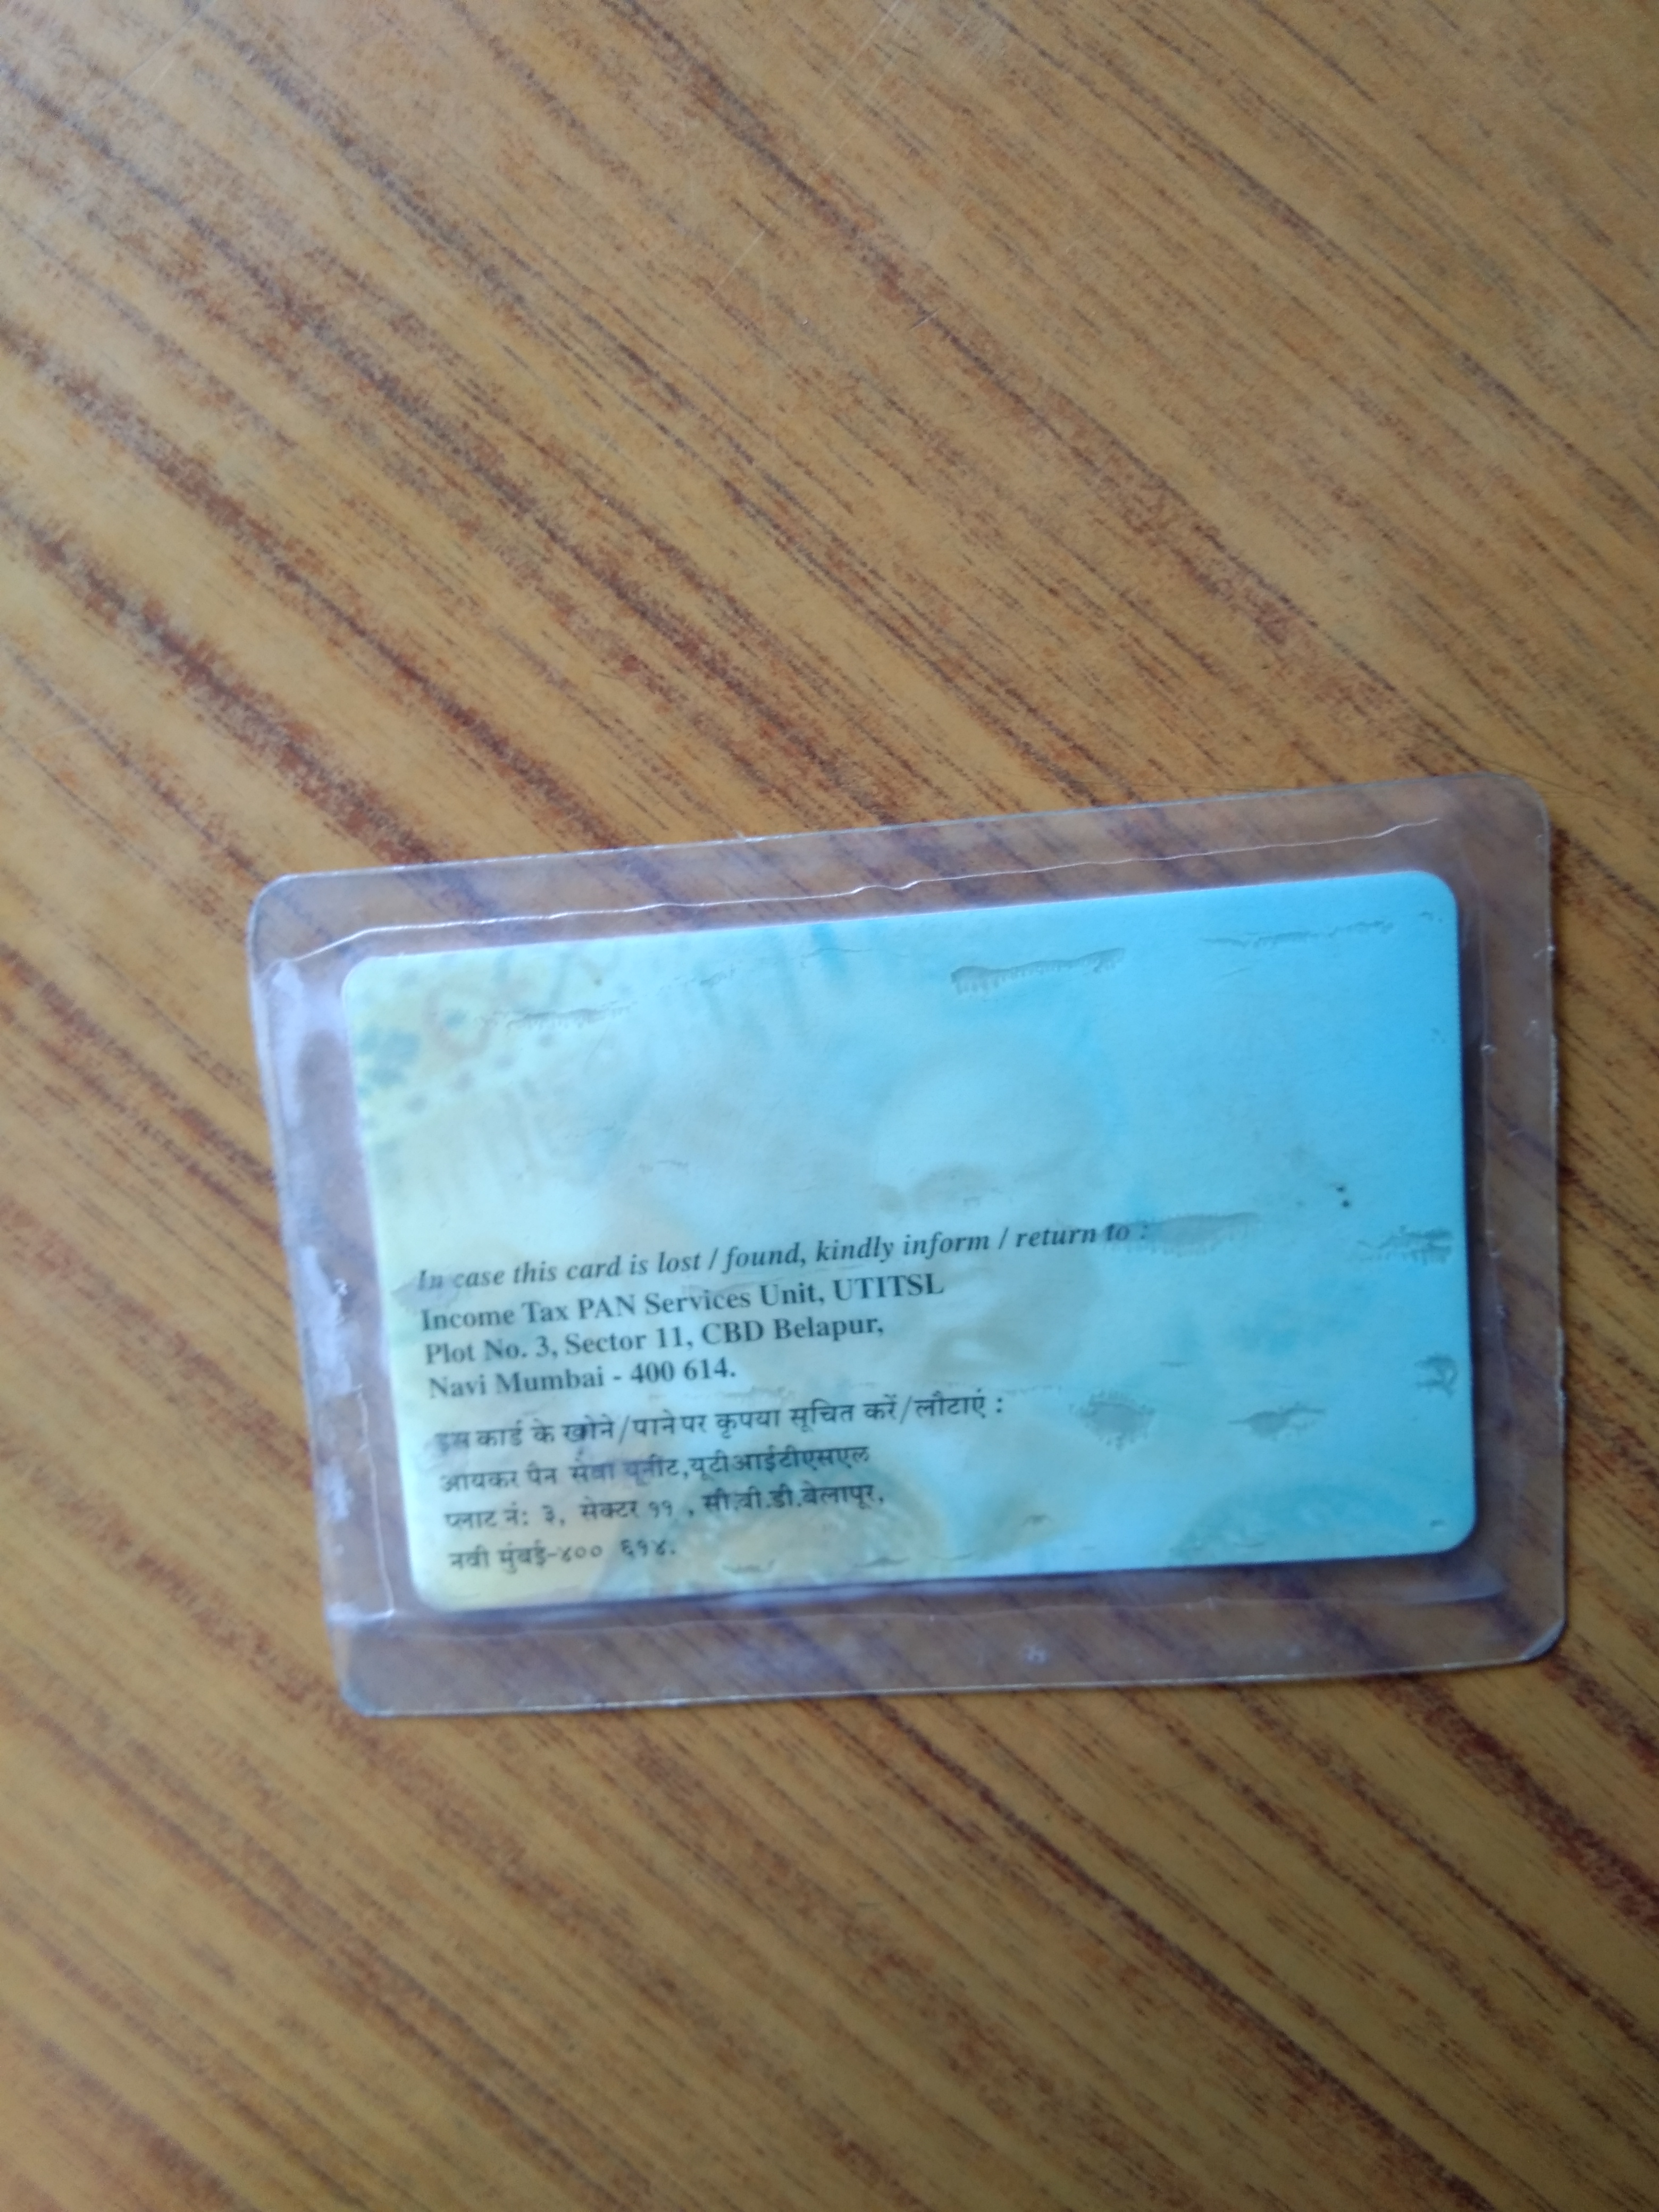 In case this card is lost / found, kindly inform / return to :
Income Tax PAN Services Unit, UTITSL
Plot No. 3, Sector 11, CBD Belapur,
Navi Mumbai - 400 614.
इस कार्ड के खोने/पाने पर कृपया सूचित करें/लौटाएं :
आयकर पैन सेवा यूनीट, यूटीआईटीएसएल
प्लाट नं: ३, सेक्टर ११ , सी.बी.डी.बेलापूर,
नवी मुंबई-४०० ६१४.